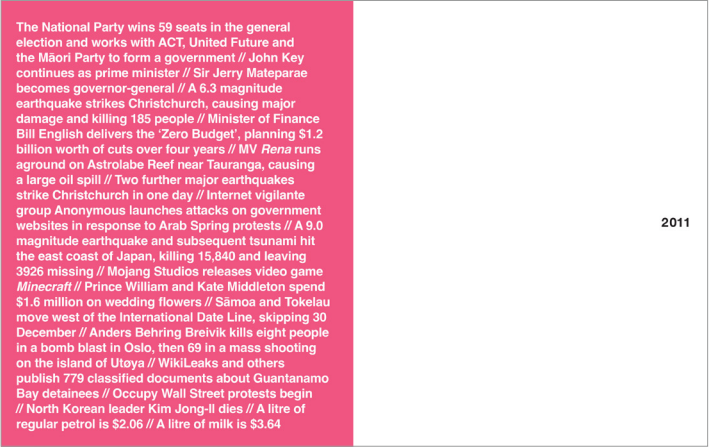 The National Party wins 59 seats in the general
election and works with ACT, United Future and
the Māori Party to form a government // John Key
continues as prime minister // Sir Jerry Mateparae
becomes governor-general // A 6.3 magnitude
earthquake strikes Christchurch, causing major
damage and killing 185 people // Minister of Finance
Bill English delivers the ‘Zero Budget’, planning $1.2
billion worth of cuts over four years // MV Rena runs
aground on Astrolabe Reef near Tauranga, causing
a large oil spill // Two further major earthquakes
strike Christchurch in one day // Internet vigilante
group Anonymous launches attacks on government
websites in response to Arab Spring protests // A 9.0
magnitude earthquake and subsequent tsunami hit
the east coast of Japan, killing 15,840 and leaving
3926 missing // Mojang Studios releases video game
Minecraft // Prince William and Kate Middleton spend
$1.6 million on wedding flowers // Sāmoa and Tokelau
move west of the International Date Line, skipping 30
December // Anders Behring Breivik kills eight people
in a bomb blast in Oslo, then 69 in a mass shooting
on the island of Utøya // WikiLeaks and others
publish 779 classified documents about Guantanamo
Bay detainees // Occupy Wall Street protests begin
// North Korean leader Kim Jong-Il dies // A litre of
regular petrol is $2.06 // A litre of milk is $3.64
2011